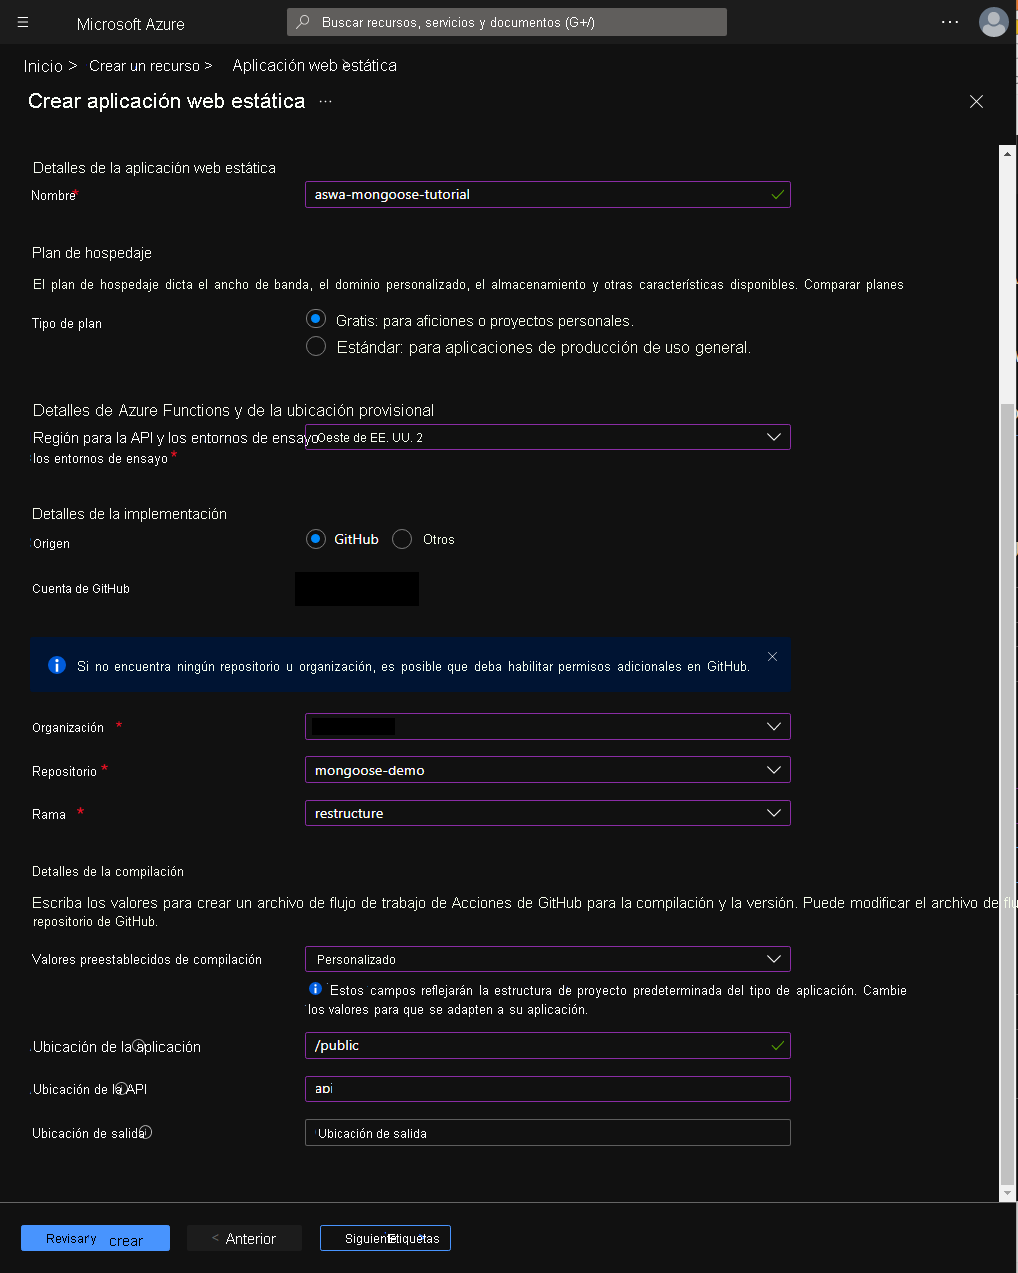 Microsoft Azure
Buscar recursos, servicios y documentos (G+/)
Inicio > Crear un recurso > Aplicación web estática
Crear aplicación web estática ...
Detalles de la aplicación web estática
Nombre* aswa-mongoose-tutorial
Plan de hospedaje
El plan de hospedaje dicta el ancho de banda, el dominio personalizado, el almacenamiento y otras características disponibles. Comparar planes
Tipo de plan
Gratis: para aficiones o proyectos personales.
Estándar: para aplicaciones de producción de uso general.
Detalles de Azure Functions y de la ubicación provisional
Región para la API y los entornos de ensayo Oeste de EE. UU. 2
los entornos de ensayo *
Detalles de la implementación
Origen GitHub Otros
Cuenta de GitHub
Si no encuentra ningún repositorio u organización, es posible que deba habilitar permisos adicionales en GitHub.
Organización *
Repositorio * mongoose-demo
Rama * restructure
Detalles de la compilación
Escriba los valores para crear un archivo de flujo de trabajo de Acciones de GitHub para la compilación y la versión. Puede modificar el archivo de flu
repositorio de GitHub.
Valores preestablecidos de compilación Personalizado
Estos campos reflejarán la estructura de proyecto predeterminada del tipo de aplicación. Cambie
los valores para que se adapten a su aplicación.
Ubicación de la aplicación /public
Ubicación de la API api
Ubicación de salida Ubicación de salida
Revisar y crear < Anterior Siguiente Etiquetas